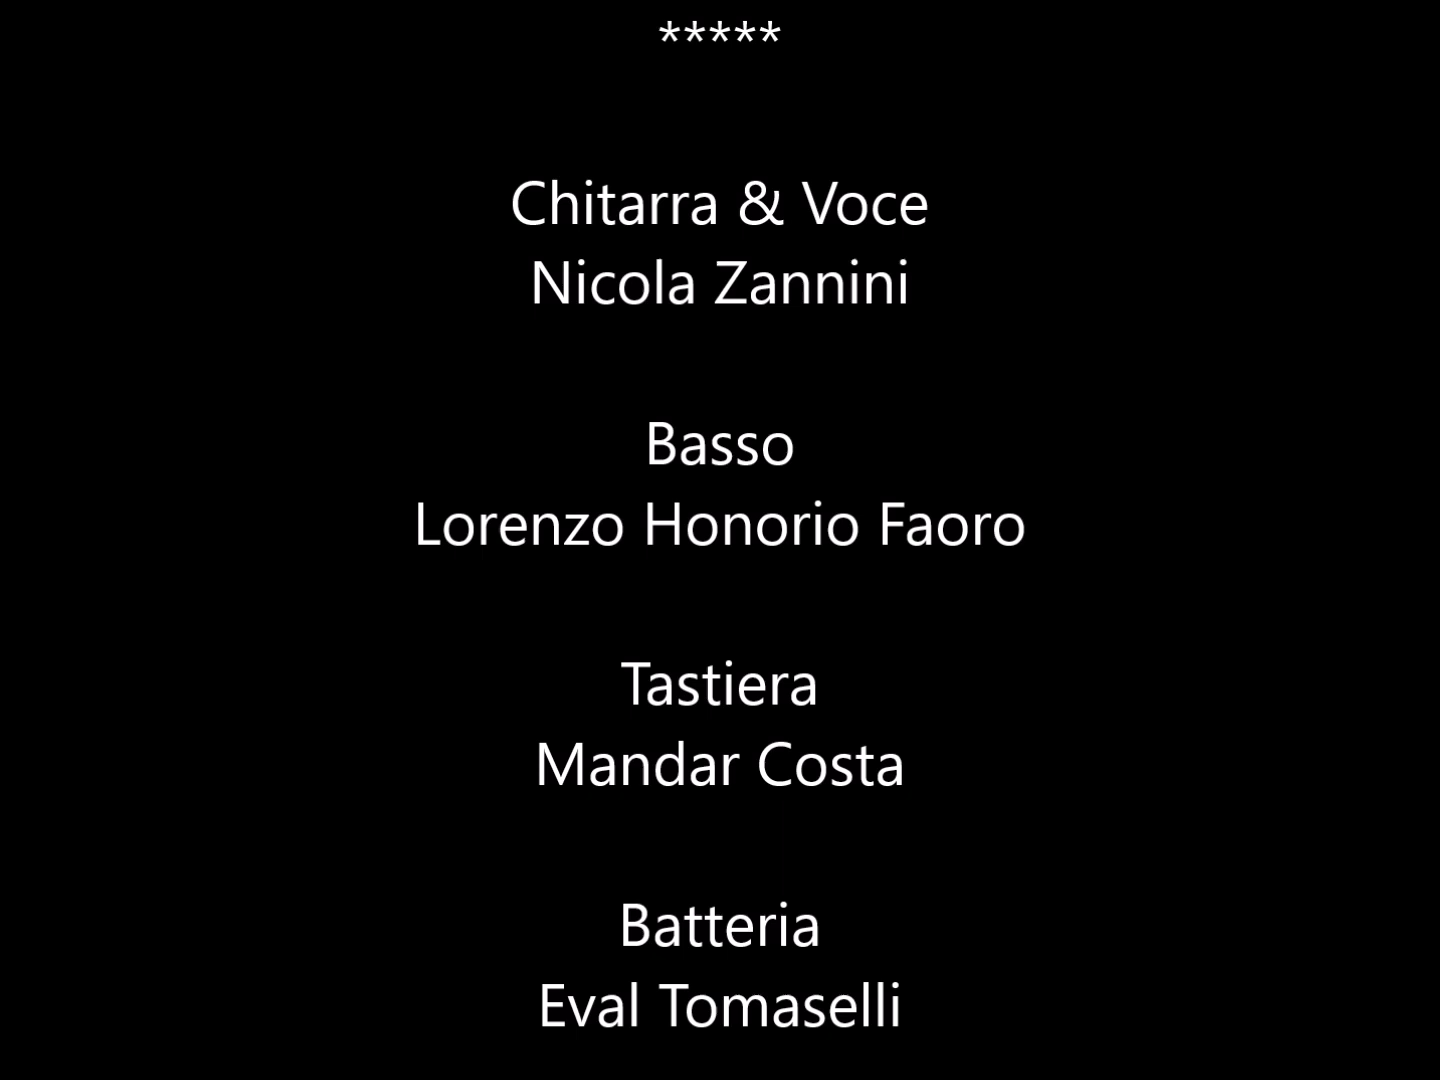 *****
Chitarra & Voce
Nicola Zannini
Basso
Lorenzo Honorio Faoro
Tastiera
Mandar Costa
Batteria
Eval Tomaselli